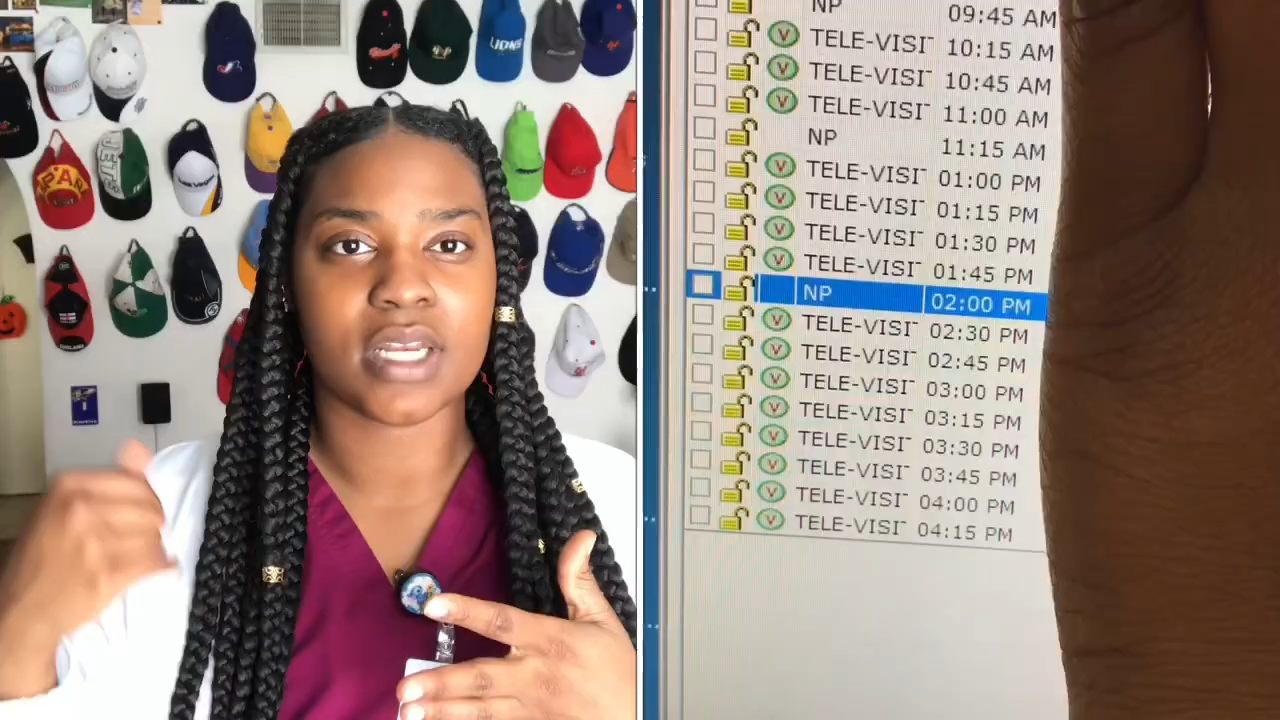 LIONS
SPAIN
JETS
NP 09:45 AM
TELE-VISI 10:15 AM
TELE-VISI 10:45 AM
TELE-VISI 11:00 AM
NP 11:15 AM
TELE-VISI 01:00 PM
TELE-VISI 01:15 PM
TELE-VISI 01:30 PM
TELE-VISI 01:45 PM
NP 02:00 PM
TELE-VISI 02:30 PM
TELE-VISI 02:45 PM
TELE-VISI 03:00 PM
TELE-VISI 03:15 PM
TELE-VISI 03:30 PM
TELE-VISI 03:45 PM
TELE-VISI 04:00 PM
TELE-VISI 04:15 PM